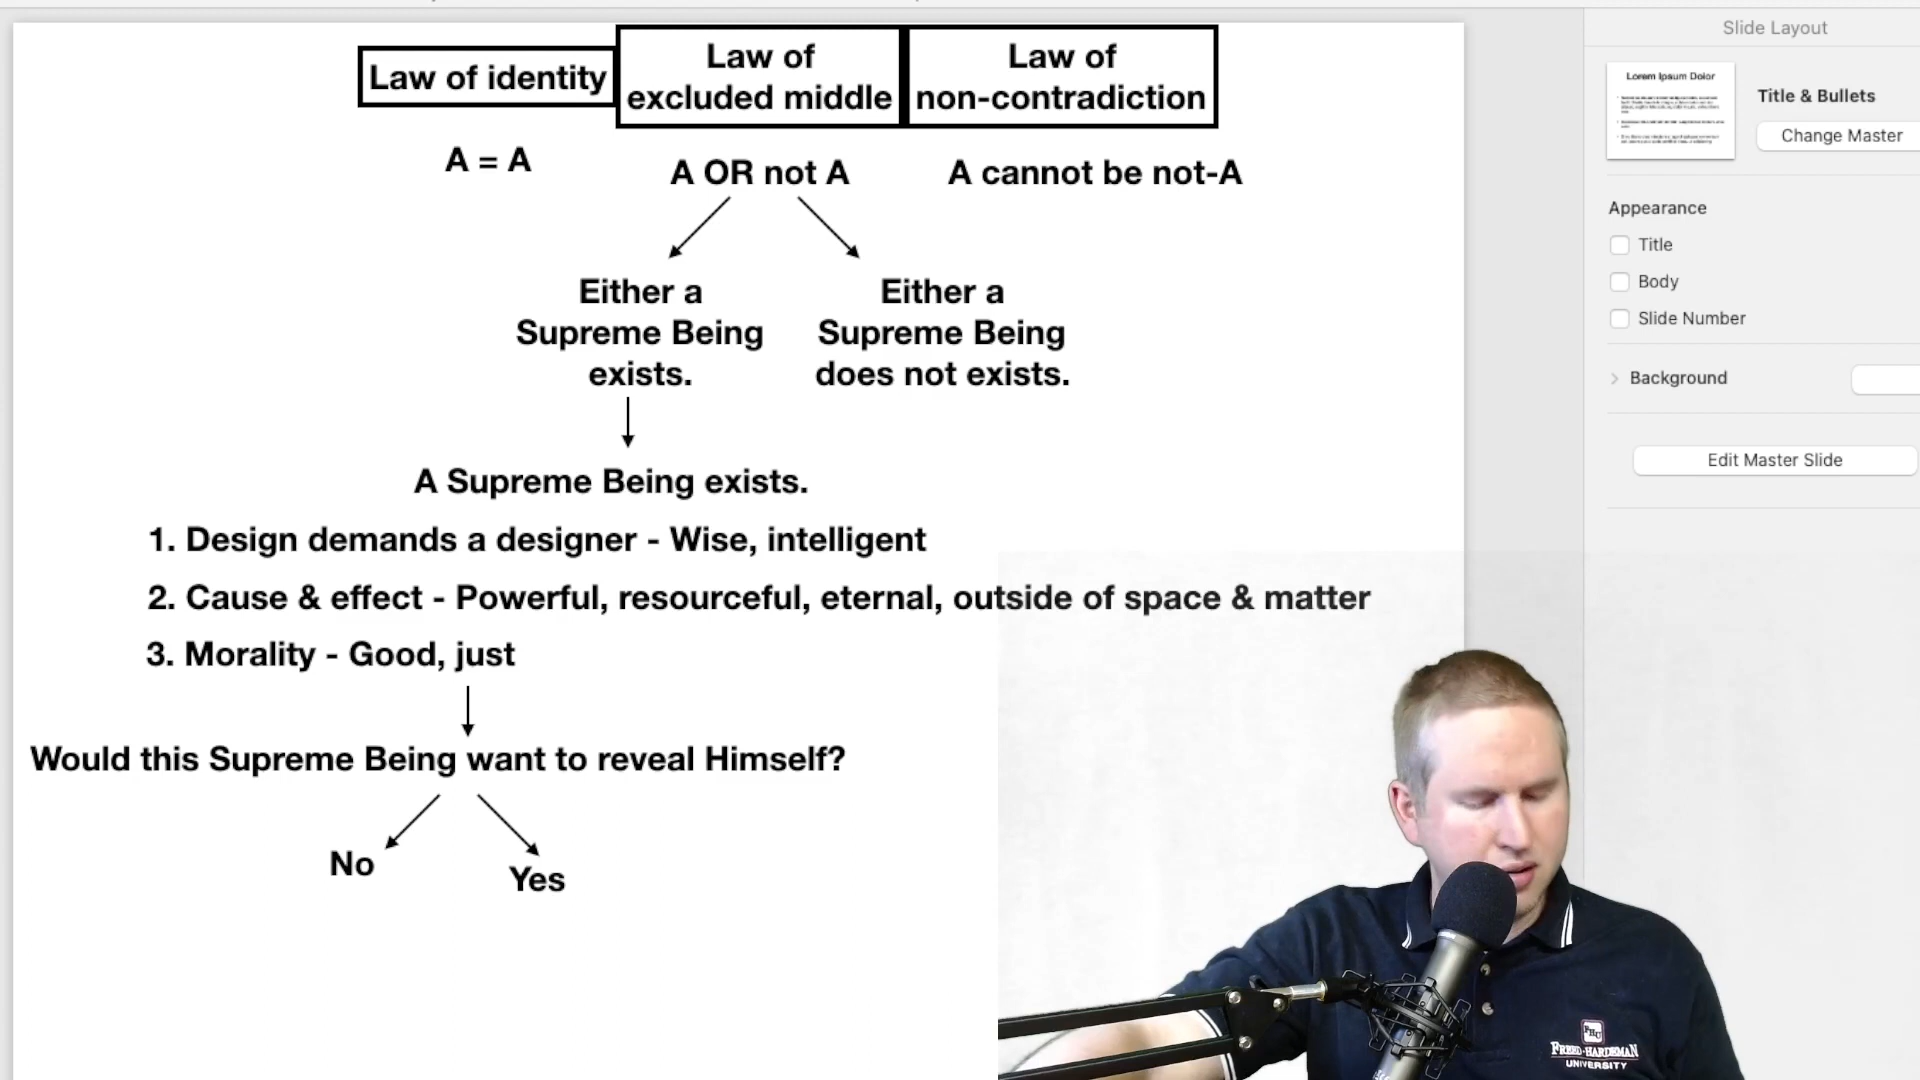 Law of identity
Law of
excluded middle
Law of
non-contradiction
A = A
A OR not A
A cannot be not-A
Either a
Supreme Being
exists.
Either a
Supreme Being
does not exists.
A Supreme Being exists.
1. Design demands a designer - Wise, intelligent
2. Cause & effect - Powerful, resourceful, eternal, outside of space & matter
3. Morality - Good, just
Would this Supreme Being want to reveal Himself?
No
Yes
Slide Layout
Lorem Ipsum Dolor
Title & Bullets
Change Master
Appearance
Title
Body
Slide Number
Background
Edit Master Slide
FHU
FREED-HARDEMAN
UNIVERSITY